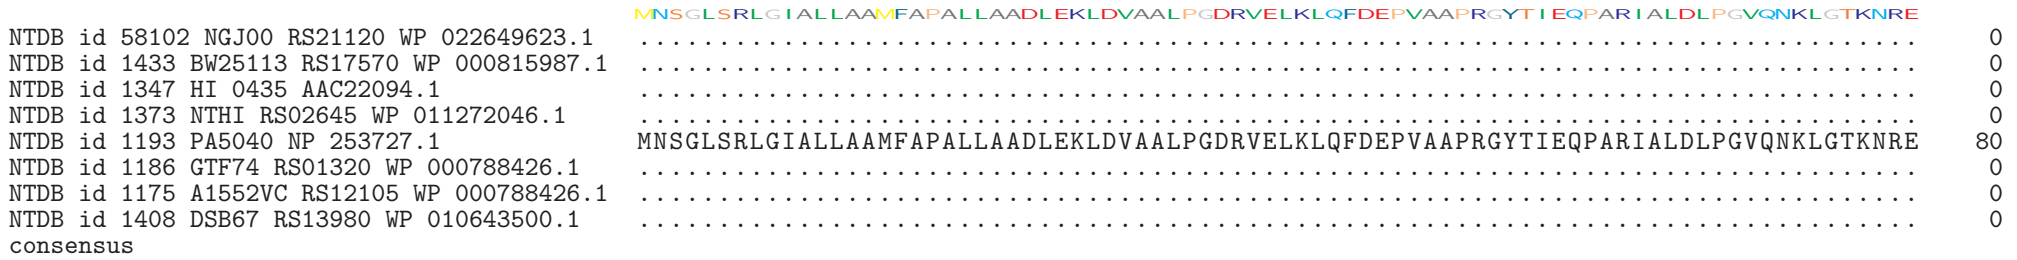 MNSGLSRLGIALLAAMFAPALLAADLEKLDVAALPGDRVELKLQFDEPVAAPRGYTIEQPARIALDLPGVQNKLGTKNRE
NTDB id 58102 NGJ00 RS21120 WP 022649623.1 ................................................................................ 0
NTDB id 1433 BW25113 RS17570 WP 000815987.1 ................................................................................ 0
NTDB id 1347 HI 0435 AAC22094.1 ................................................................................ 0
NTDB id 1373 NTHI RS02645 WP 011272046.1 ................................................................................ 0
NTDB id 1193 PA5040 NP 253727.1 MNSGLSRLGIALLAAMFAPALLAADLEKLDVAALPGDRVELKLQFDEPVAAPRGYTIEQPARIALDLPGVQNKLGTKNRE 80
NTDB id 1186 GTF74 RS01320 WP 000788426.1 ................................................................................ 0
NTDB id 1175 A1552VC RS12105 WP 000788426.1 ................................................................................ 0
NTDB id 1408 DSB67 RS13980 WP 010643500.1 ................................................................................ 0
consensus